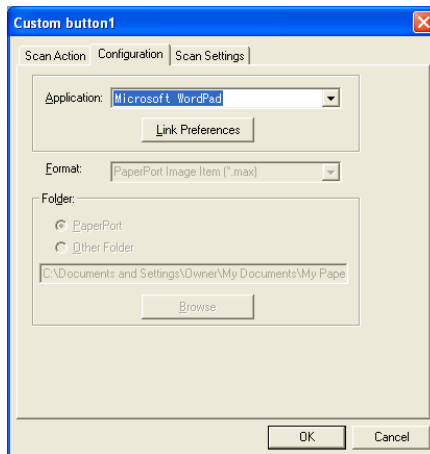 Custom button1
Scan Action Configuration Scan Settings
Application: Microsoft WordPad
Link Preferences
Format: PaperPort Image Item (*.max)
Folder:
PaperPort
Other Folder
C:\Documents and Settings\Owner\My Documents\My Pape
Browse
OK Cancel